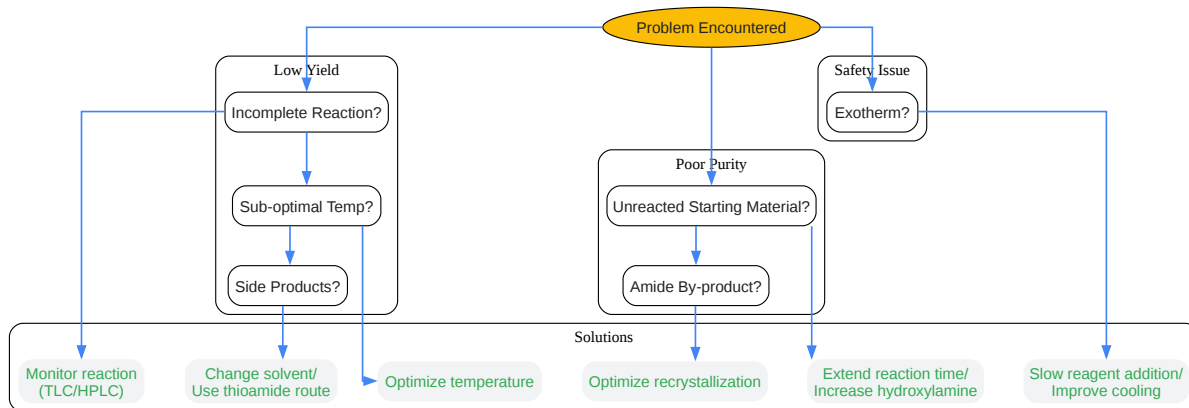 Problem Encountered
Low Yield
Safety Issue
Incomplete Reaction?
Exotherm?
Poor Purity
Sub-optimal Temp?
Unreacted Starting Material?
Side Products?
Amide By-product?
Solutions
Monitor reaction
(TLC/HPLC)
Change solvent/
Use thioamide route
Optimize temperature
Optimize recrystallization
Extend reaction time/
Increase hydroxylamine
Slow reagent addition/
Improve cooling